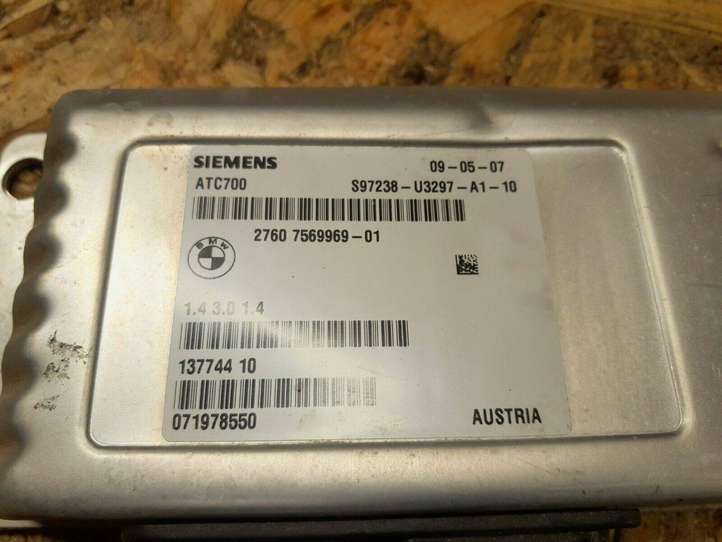 SIEMENS 09-05-07
ATC700 S97238-U3297-A1-10
2760 7569969-01
BMW
1.4 3.0 1.4
137744 10
071978550 AUSTRIA